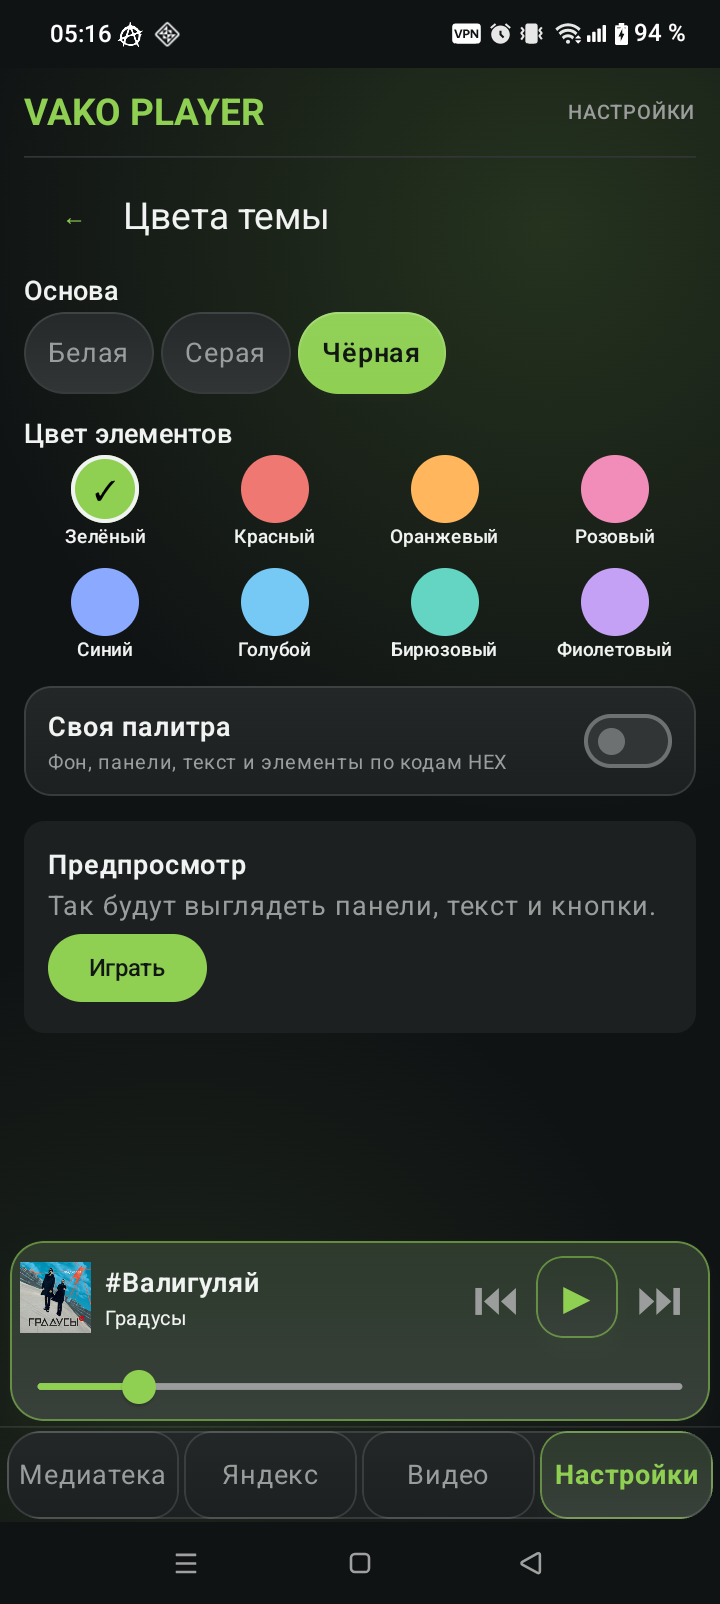 05:16 VPN 94 %
VAKO PLAYER НАСТРОЙКИ
← Цвета темы
Основа
Белая Серая Чёрная
Цвет элементов
✓
Зелёный Красный Оранжевый Розовый
Синий Голубой Бирюзовый Фиолетовый
Своя палитра
Фон, панели, текст и элементы по кодам HEX
Предпросмотр
Так будут выглядеть панели, текст и кнопки.
Играть
#Валигуляй
Градусы
ГРАДУСЫ
Медиатека Яндекс Видео Настройки